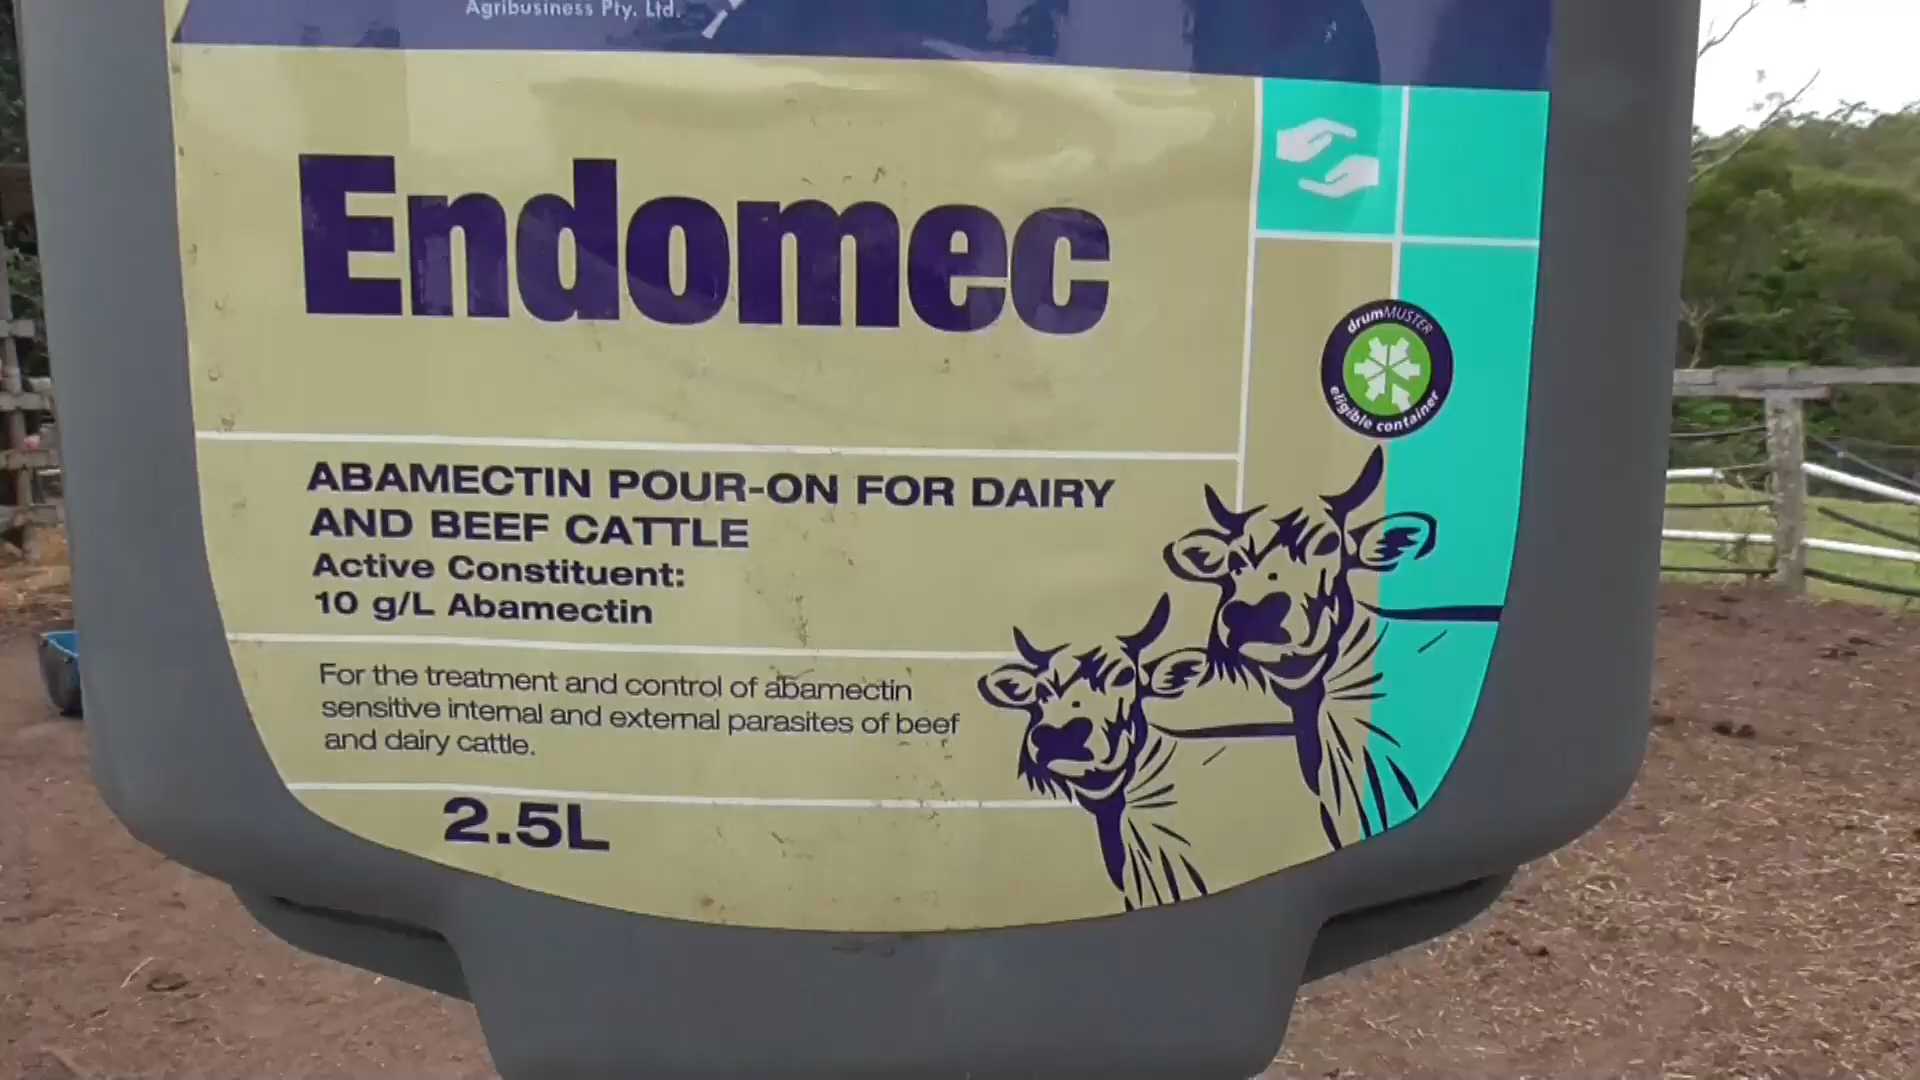 Agribusiness Pty. Ltd.
Endomec
drumMUSTER
eligible container
ABAMECTIN POUR-ON FOR DAIRY
AND BEEF CATTLE
Active Constituent:
10 g/L Abamectin
For the treatment and control of abamectin
sensitive internal and external parasites of beef
and dairy cattle.
2.5L